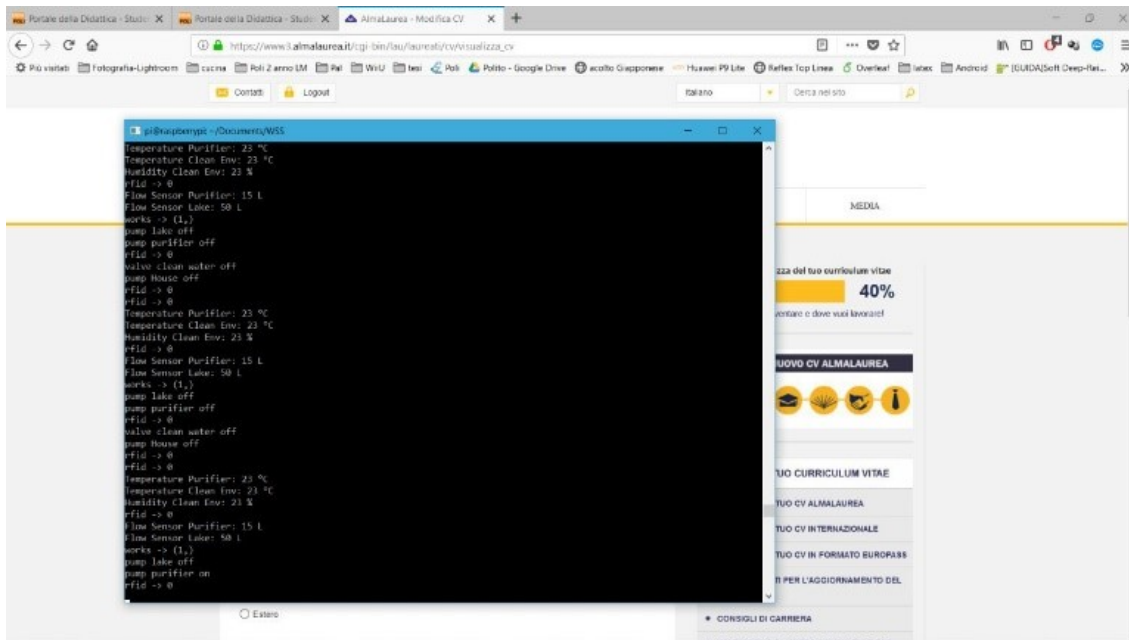 Portale della Didattica - Stude
Portale della Didattica - Stude
AlmaLaurea - Modifica CV
https://www.almalaurea.it/cgi-bin/lau/laureati/cv/visualizza_cv
Più visitati
Fotografia-Lightroom
cucina
Poli 2 anno LM
Pal
WirU
tesi
Poli
Polito - Google Drive
acolto Giapponese
Huawei P9 Lite
Reflex Top Linea
Overleaf
latex
Android
[GUIDA]Soft Deep-Rei...
Contatti
Logout
Italiano
Cerca nel sito
pi@raspberrypi: ~/Documents/WSS
Temperature Purifier: 23 °C
Temperature Clean Env: 23 °C
Humidity Clean Env: 23 %
rfid -> 0
Flow Sensor Purifier: 15 L
Flow Sensor Lake: 50 L
works -> (1,)
pump lake off
pump purifier off
rfid -> 0
valve clean water off
pump House off
rfid -> 0
rfid -> 0
Temperature Purifier: 23 °C
Temperature Clean Env: 23 °C
Humidity Clean Env: 23 %
rfid -> 0
Flow Sensor Purifier: 15 L
Flow Sensor Lake: 50 L
works -> (1,)
pump lake off
pump purifier off
rfid -> 0
valve clean water off
pump House off
rfid -> 0
rfid -> 0
Temperature Purifier: 23 °C
Temperature Clean Env: 23 °C
Humidity Clean Env: 23 %
rfid -> 0
Flow Sensor Purifier: 15 L
Flow Sensor Lake: 50 L
works -> (1,)
pump lake off
pump purifier on
rfid -> 0
MEDIA
zza del tuo curriculum vitae
40%
ventare e dove vuoi lavorare!
UOVO CV ALMALAUREA
TUO CURRICULUM VITAE
TUO CV ALMALAUREA
TUO CV INTERNAZIONALE
TUO CV IN FORMATO EUROPASS
TI PER L'AGGIORNAMENTO DEL
CONSIGLI DI CARRIERA
Estero